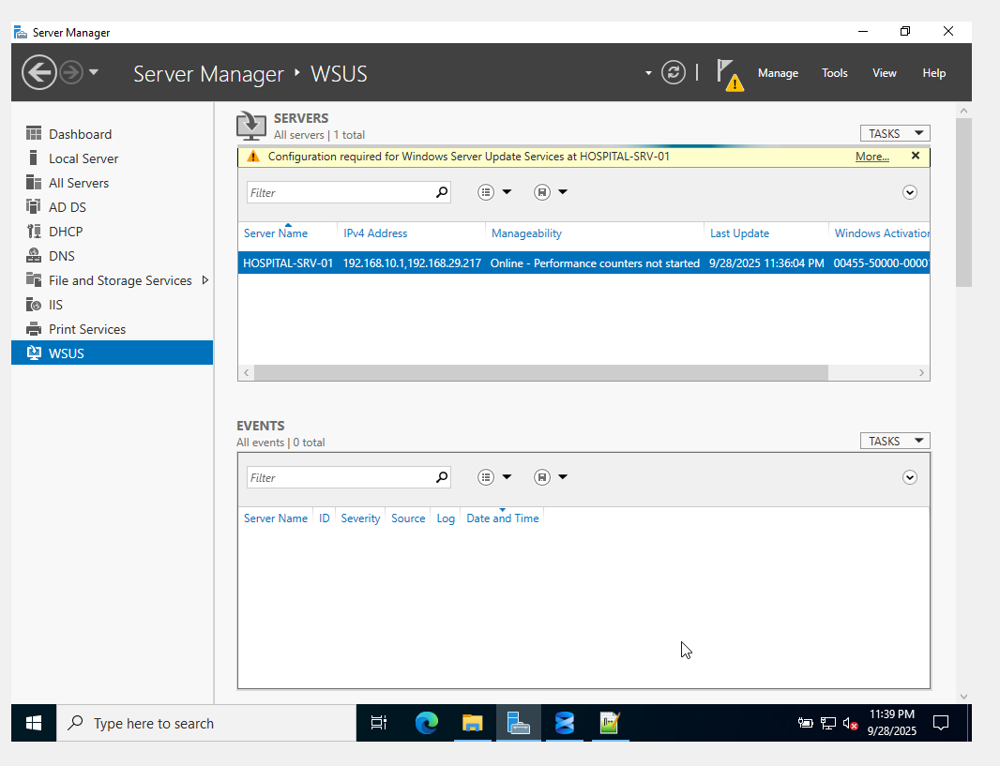 Server Manager
Server Manager ‣ WSUS
Manage Tools View Help
Dashboard
Local Server
All Servers
AD DS
DHCP
DNS
File and Storage Services
IIS
Print Services
WSUS
SERVERS
All servers | 1 total
TASKS
Configuration required for Windows Server Update Services at HOSPITAL-SRV-01 More...
Filter
Server Name IPv4 Address Manageability Last Update Windows Activation
HOSPITAL-SRV-01 192.168.10.1,192.168.29.217 Online - Performance counters not started 9/28/2025 11:36:04 PM 00455-50000-00001
EVENTS
All events | 0 total
TASKS
Filter
Server Name ID Severity Source Log Date and Time
Type here to search
11:39 PM
9/28/2025